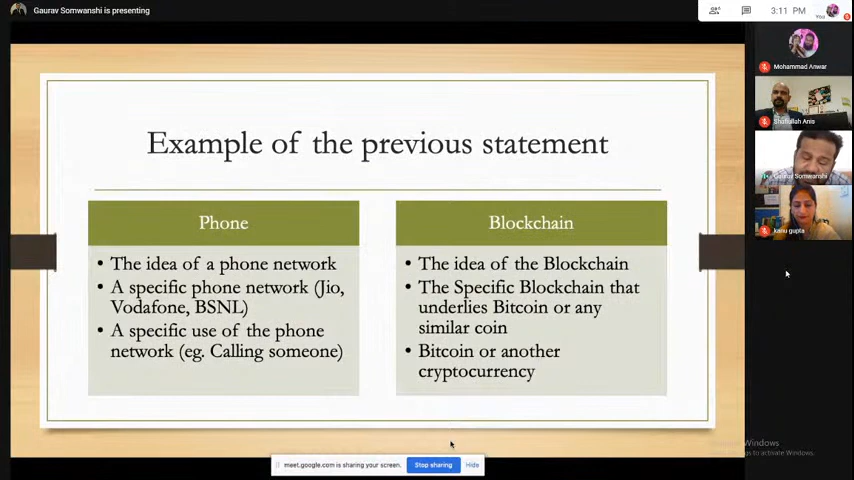 Gaurav Somwanshi is presenting
3:11 PM
You
Mohammad Anwar
Shafiullah Anis
Gaurav Somwanshi
kanu gupta
Example of the previous statement
Phone
• The idea of a phone network
• A specific phone network (Jio,
Vodafone, BSNL)
• A specific use of the phone
network (eg. Calling someone)
Blockchain
• The idea of the Blockchain
• The Specific Blockchain that
underlies Bitcoin or any
similar coin
• Bitcoin or another
cryptocurrency
meet.google.com is sharing your screen.
Stop sharing
Hide
Windows
to activate Windows.